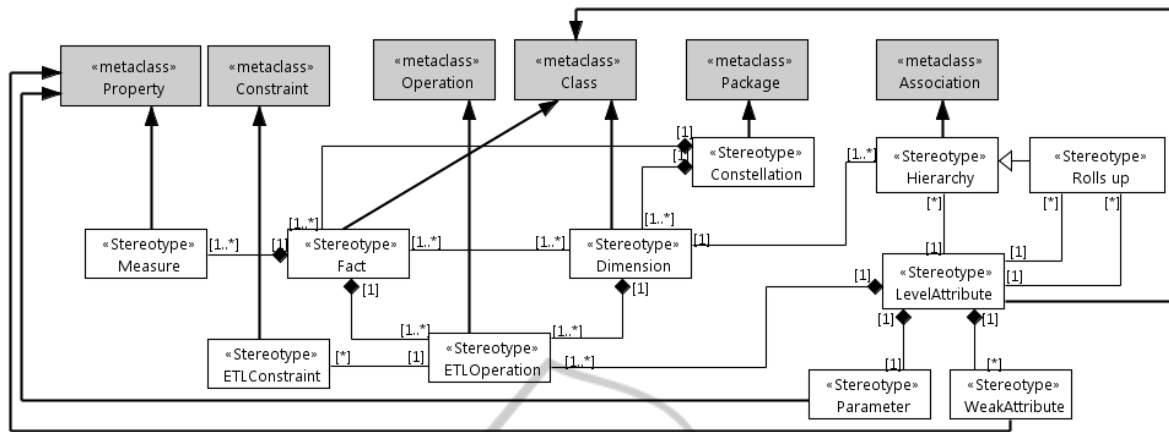 «metaclass»
Property
«metaclass»
Constraint
«metaclass»
Operation
«metaclass»
Class
«metaclass»
Package
«metaclass»
Association
[1]
[1]
«Stereotype»
Constellation
[1..*]
«Stereotype»
Hierarchy
«Stereotype»
Rolls up
[*]
[*]
[*]
[1..*]
[1..*]
«Stereotype»
Measure
[1..*]
[1]
«Stereotype»
Fact
[1..*]
[1..*]
«Stereotype»
Dimension
[1]
[1]
[1]
[1]
«Stereotype»
LevelAttribute
[1]
[1]
[1]
[1]
[1]
[1..*]
[1..*]
«Stereotype»
ETLConstraint
[*]
[1]
«Stereotype»
ETLOperation
[1..*]
[1]
[*]
«Stereotype»
Parameter
«Stereotype»
WeakAttribute